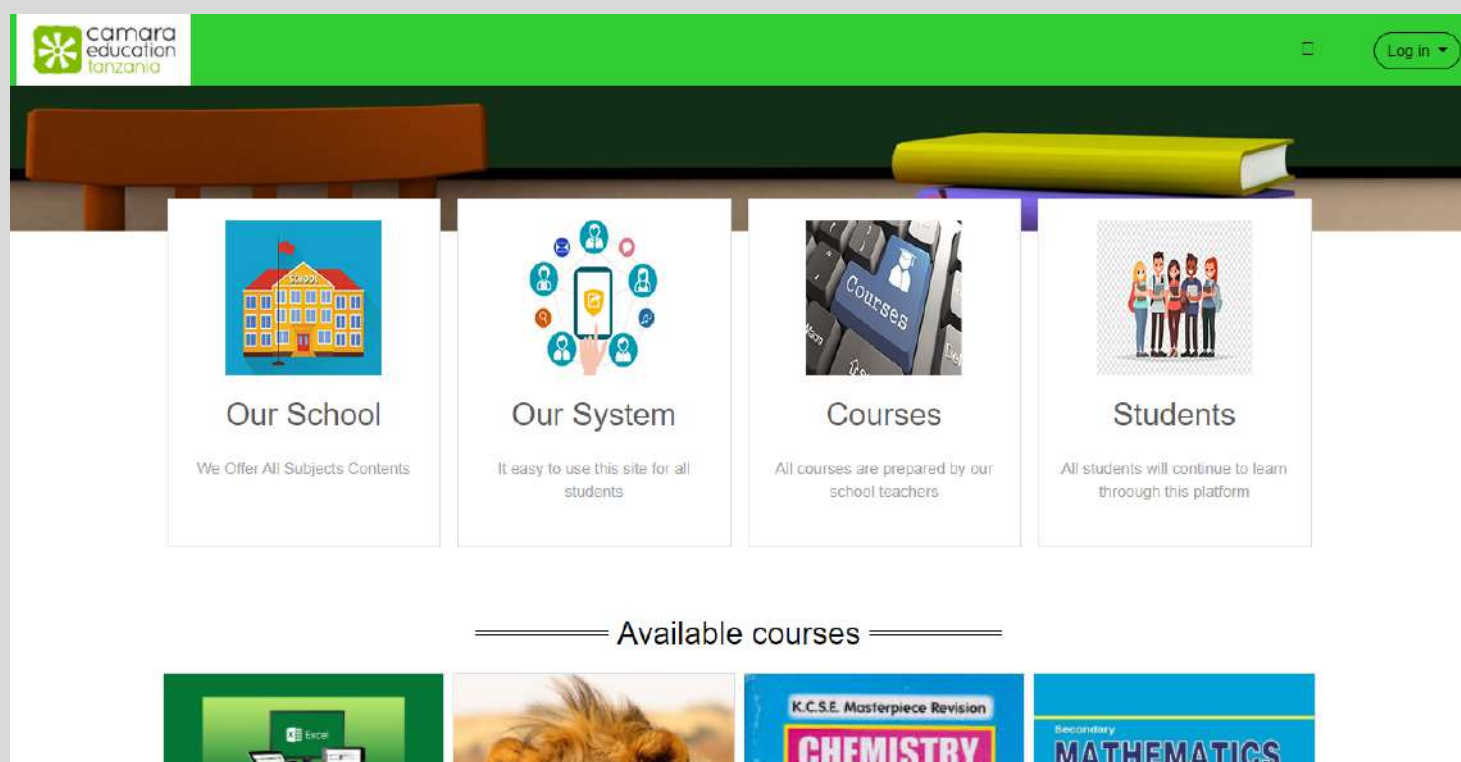 camara
education
tanzania
Log in
SCHOOL
Courses
Our School
We Offer All Subjects Contents
Our System
It easy to use this site for all
students
Courses
All courses are prepared by our
school teachers
Students
All students will continue to learn
throough this platform
Available courses
Excel
K.C.S.E. Masterpiece Revision
CHEMISTRY
Secondary
MATHEMATICS